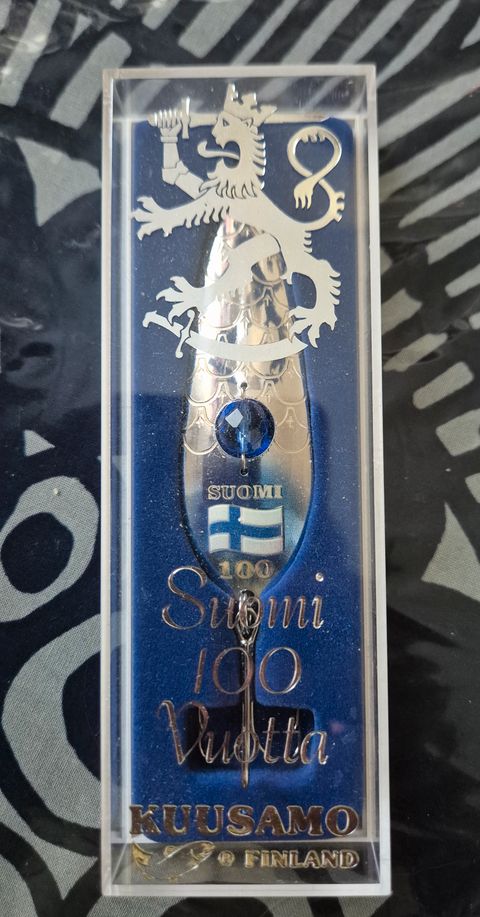 SUOMI
100
Suomi
100
Vuotta
KUUSAMO
® FINLAND